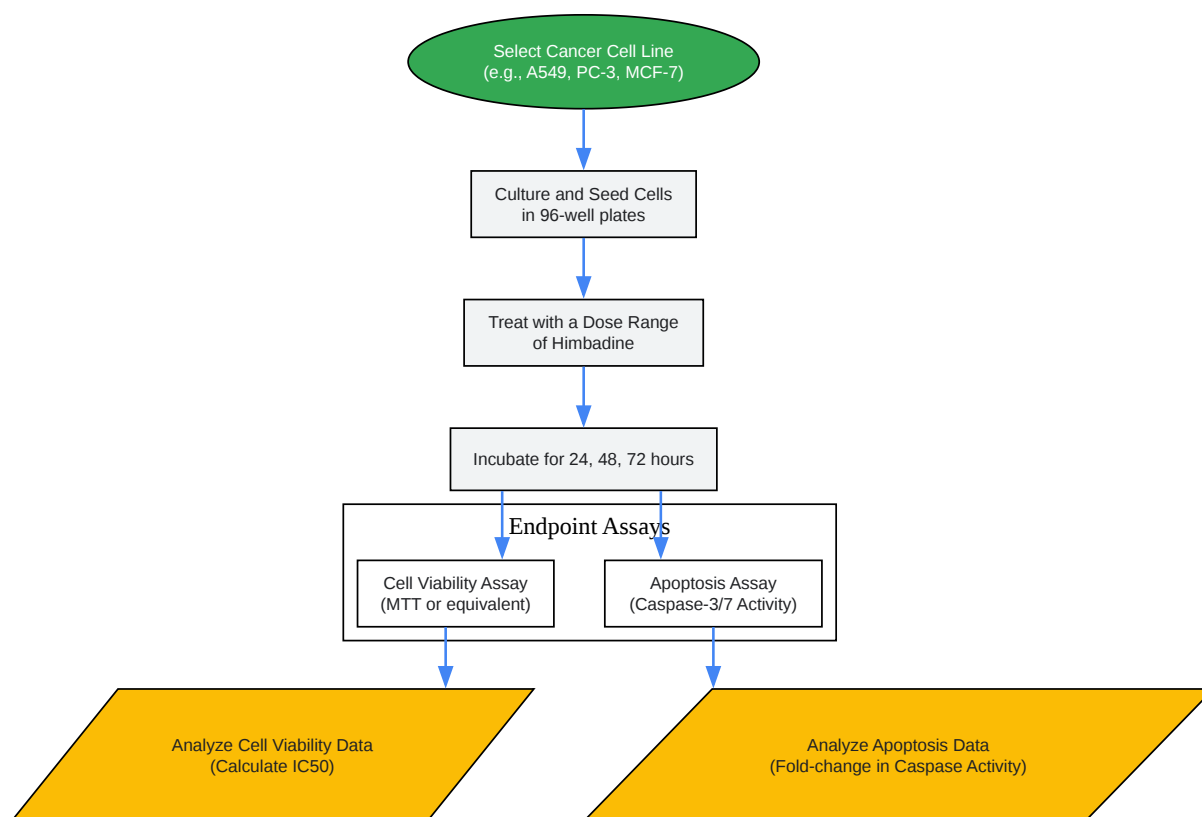 Select Cancer Cell Line
(e.g., A549, PC-3, MCF-7)
Culture and Seed Cells
in 96-well plates
Treat with a Dose Range
of Himbadine
Incubate for 24, 48, 72 hours
Endpoint Assays
Cell Viability Assay
(MTT or equivalent)
Apoptosis Assay
(Caspase-3/7 Activity)
Analyze Cell Viability Data
(Calculate IC50)
Analyze Apoptosis Data
(Fold-change in Caspase Activity)